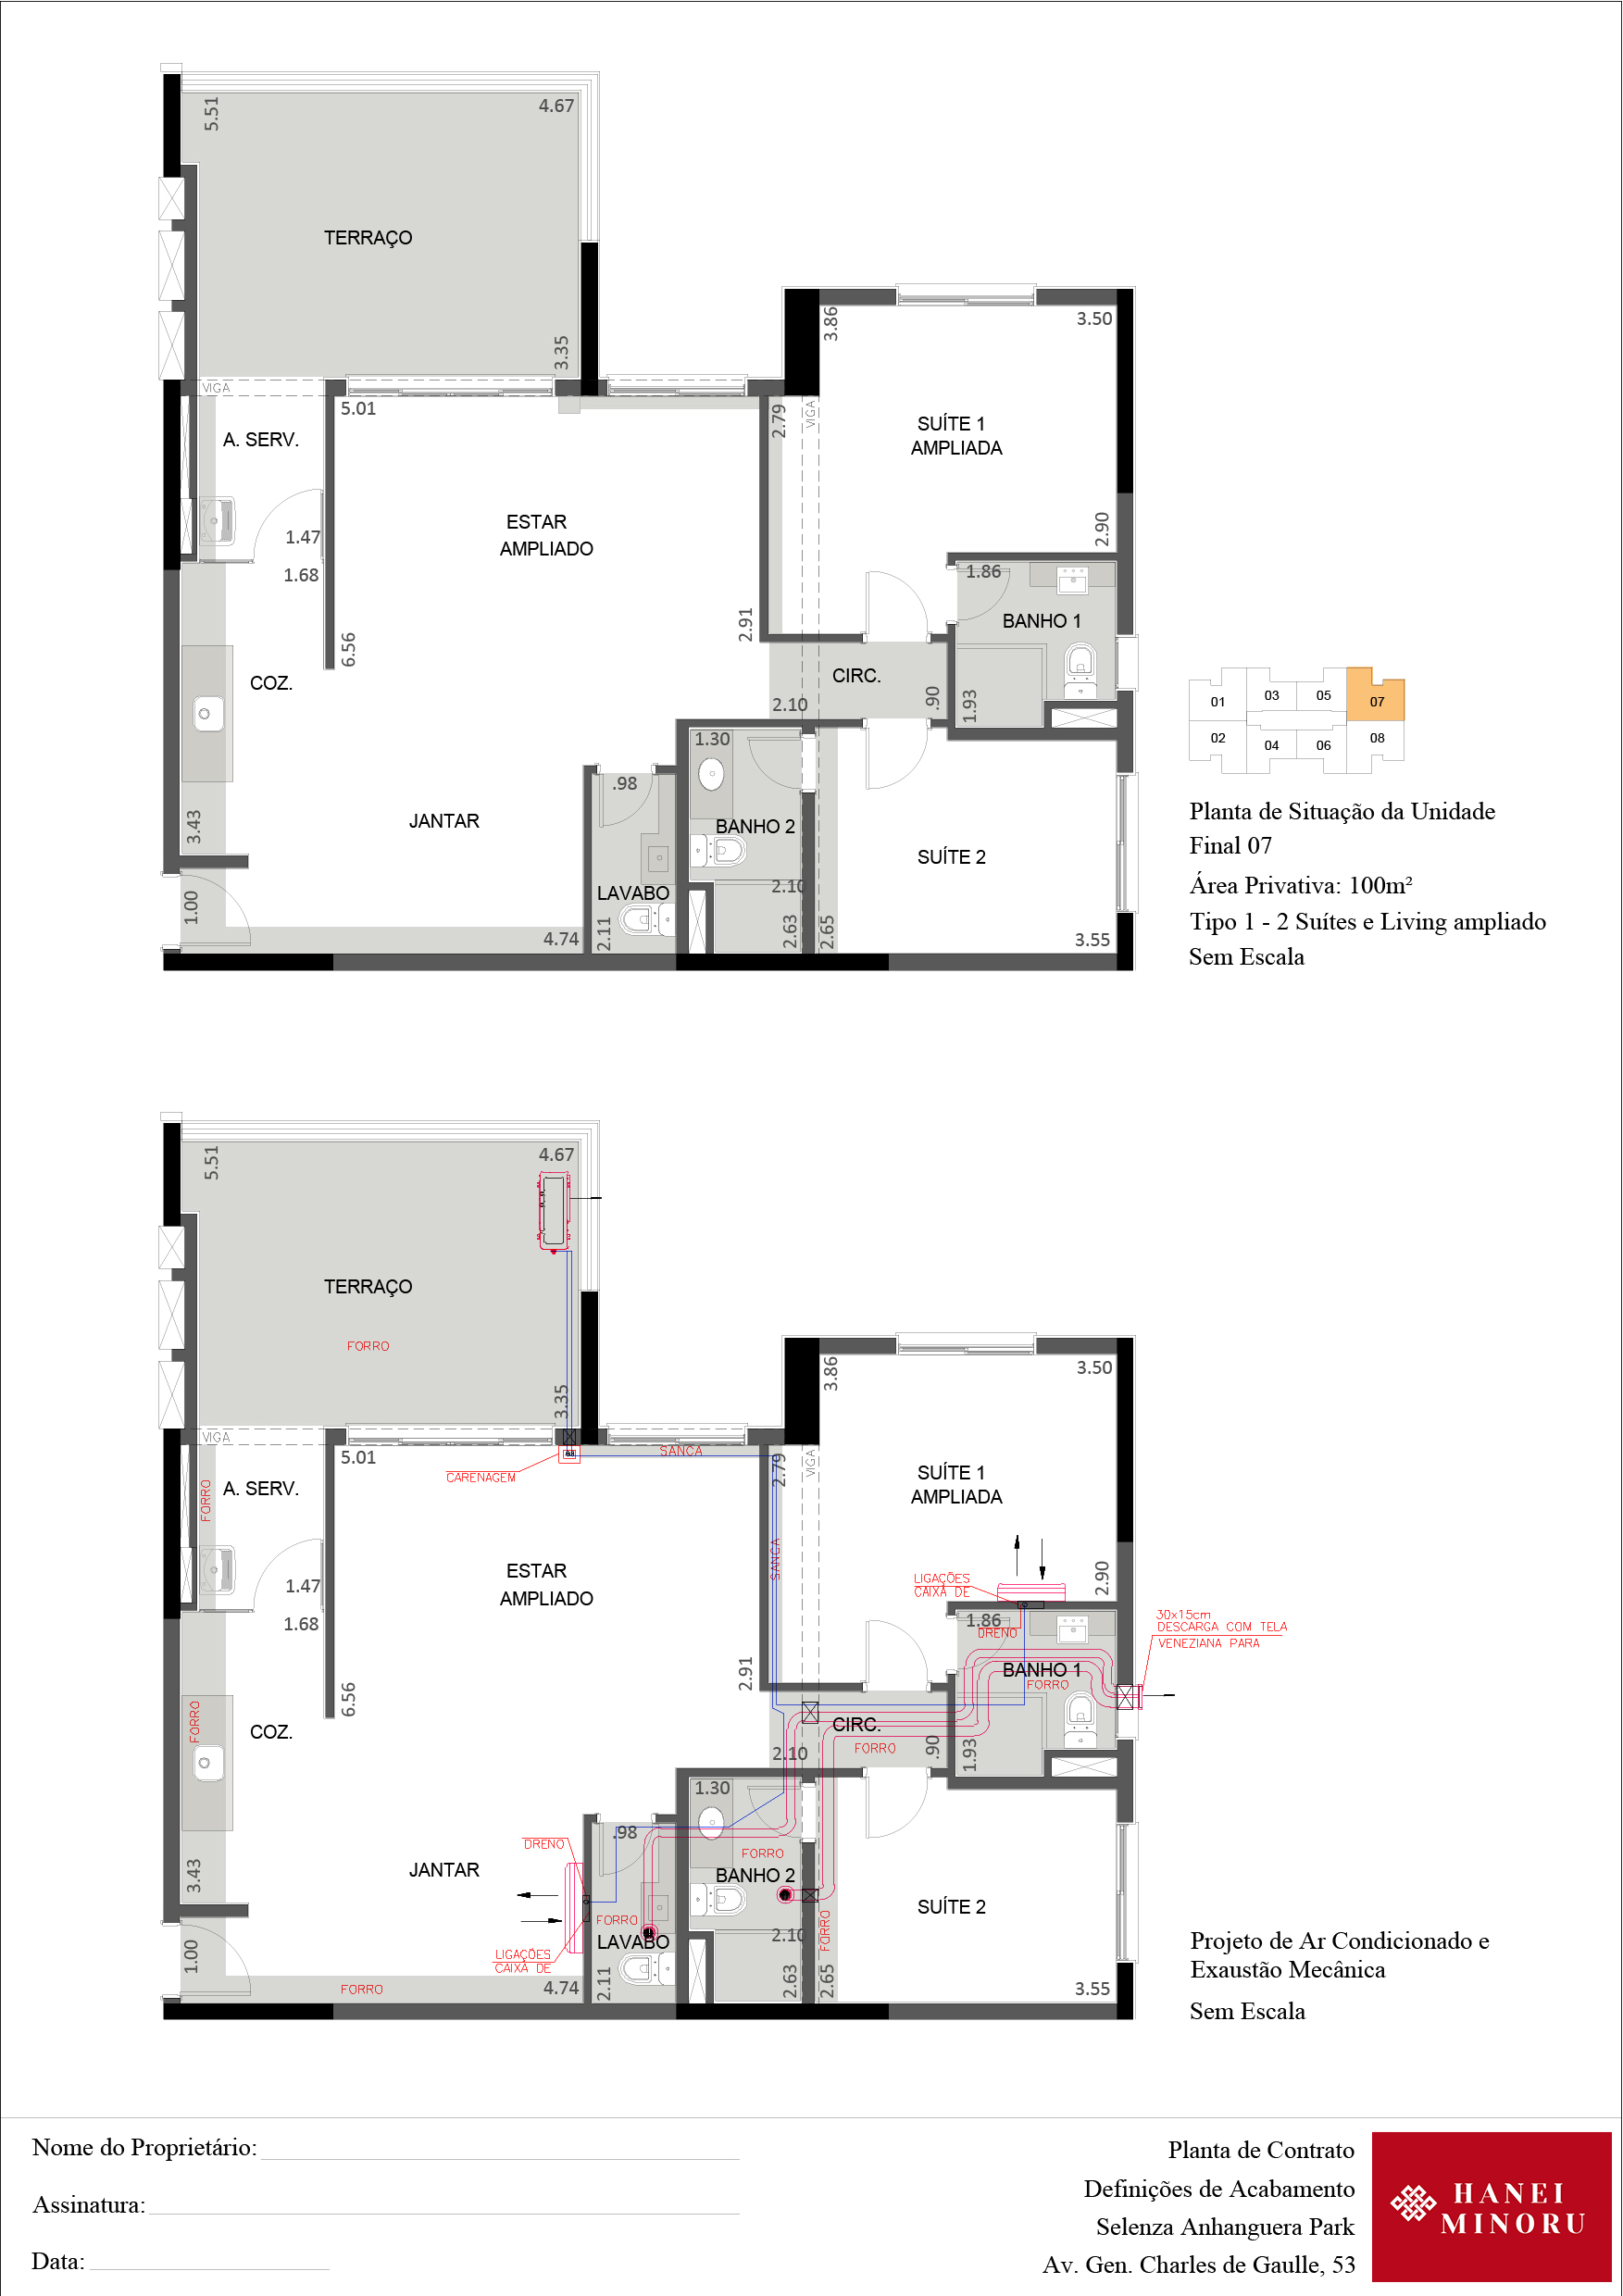 5.51
4.67
TERRAÇO
3.35
VIGA
5.01
A. SERV.
1.47
1.68
ESTAR
AMPLIADO
6.56
2.91
COZ.
3.43
JANTAR
1.00
4.74
.98
LAVABO
2.11
1.30
BANHO 2
2.10
2.63
2.65
3.86
3.50
2.79
VIGA
SUÍTE 1
AMPLIADA
2.90
1.86
BANHO 1
1.93
CIRC.
2.10
.90
SUÍTE 2
3.55
01
03
05
07
02
04
06
08
Planta de Situação da Unidade
Final 07
Área Privativa: 100m²
Tipo 1 - 2 Suítes e Living ampliado
Sem Escala
5.51
4.67
TERRAÇO
FORRO
3.35
VIGA
5.01
CARENAGEM
SANCA
A. SERV.
FORRO
1.47
1.68
ESTAR
AMPLIADO
6.56
2.91
COZ.
FORRO
3.43
JANTAR
DRENO
LIGAÇÕES
CAIXA DE
1.00
FORRO
4.74
.98
FORRO
LAVABO
2.11
1.30
FORRO
BANHO 2
2.10
2.63
2.65
FORRO
3.86
3.50
2.79
VIGA
SANCA
SUÍTE 1
AMPLIADA
LIGAÇÕES
CAIXA DE
2.90
1.86
DRENO
BANHO 1
FORRO
1.93
30x15cm
DESCARGA COM TELA
VENEZIANA PARA
CIRC.
FORRO
2.10
.90
SUÍTE 2
3.55
Projeto de Ar Condicionado e
Exaustão Mecânica
Sem Escala
Nome do Proprietário:
Assinatura:
Data:
Planta de Contrato
Definições de Acabamento
Selenza Anhanguera Park
Av. Gen. Charles de Gaulle, 53
HANEI
MINORU